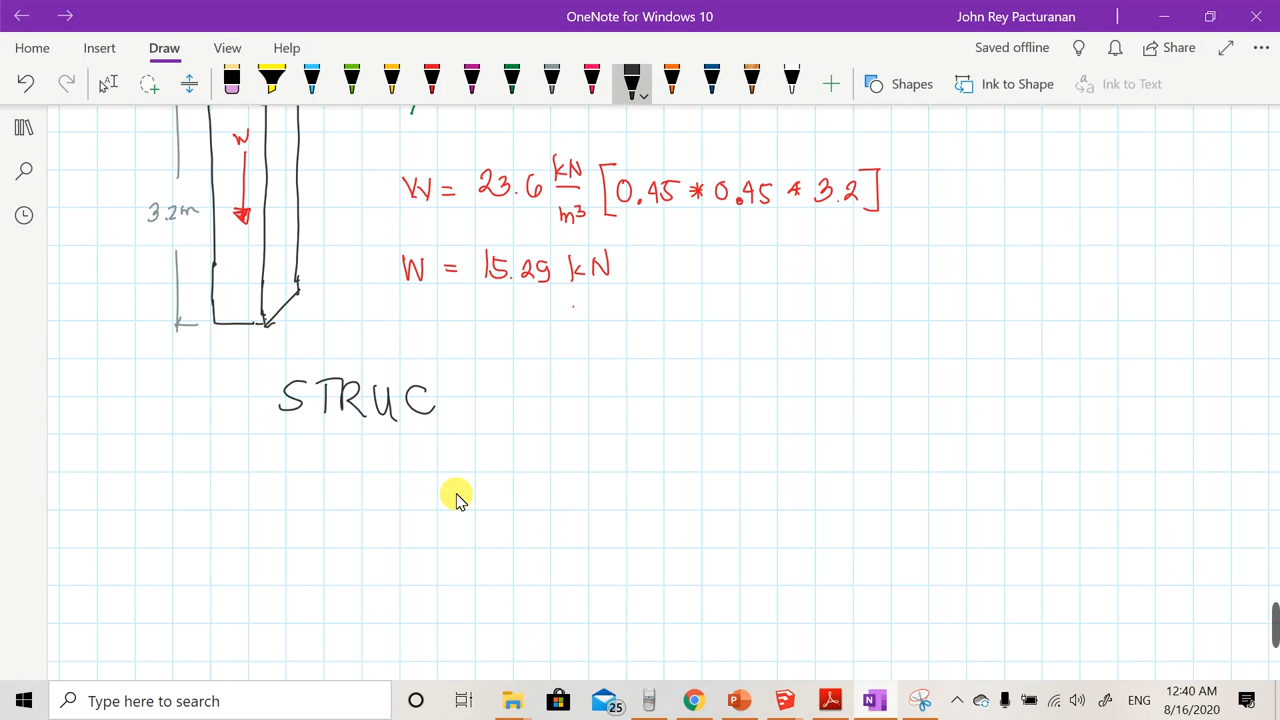 OneNote for Windows 10
John Rey Pacturanan
Home Insert Draw View Help
Saved offline
Share
Shapes
Ink to Shape
Ink to Text
W
3.2m
W = 23.6 kN/m³ [0.45 * 0.45 * 3.2]
W = 15.29 kN
STRUC
Type here to search
25
ENG
12:40 AM
8/16/2020